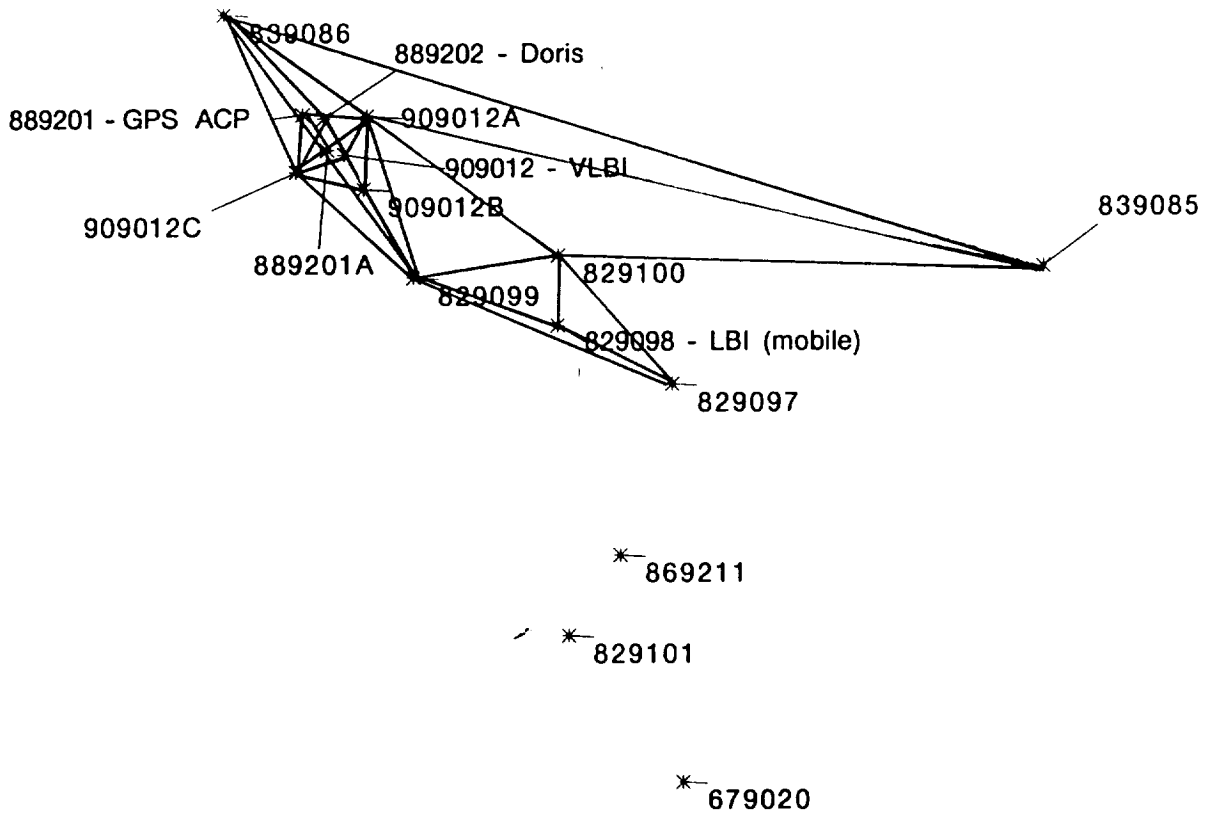 839086
889202 - Doris
889201 - GPS ACP
909012A
909012 - VLBI
909012B
909012C
839085
889201A
829100
829099
829098 - LBI (mobile)
829097
869211
829101
679020